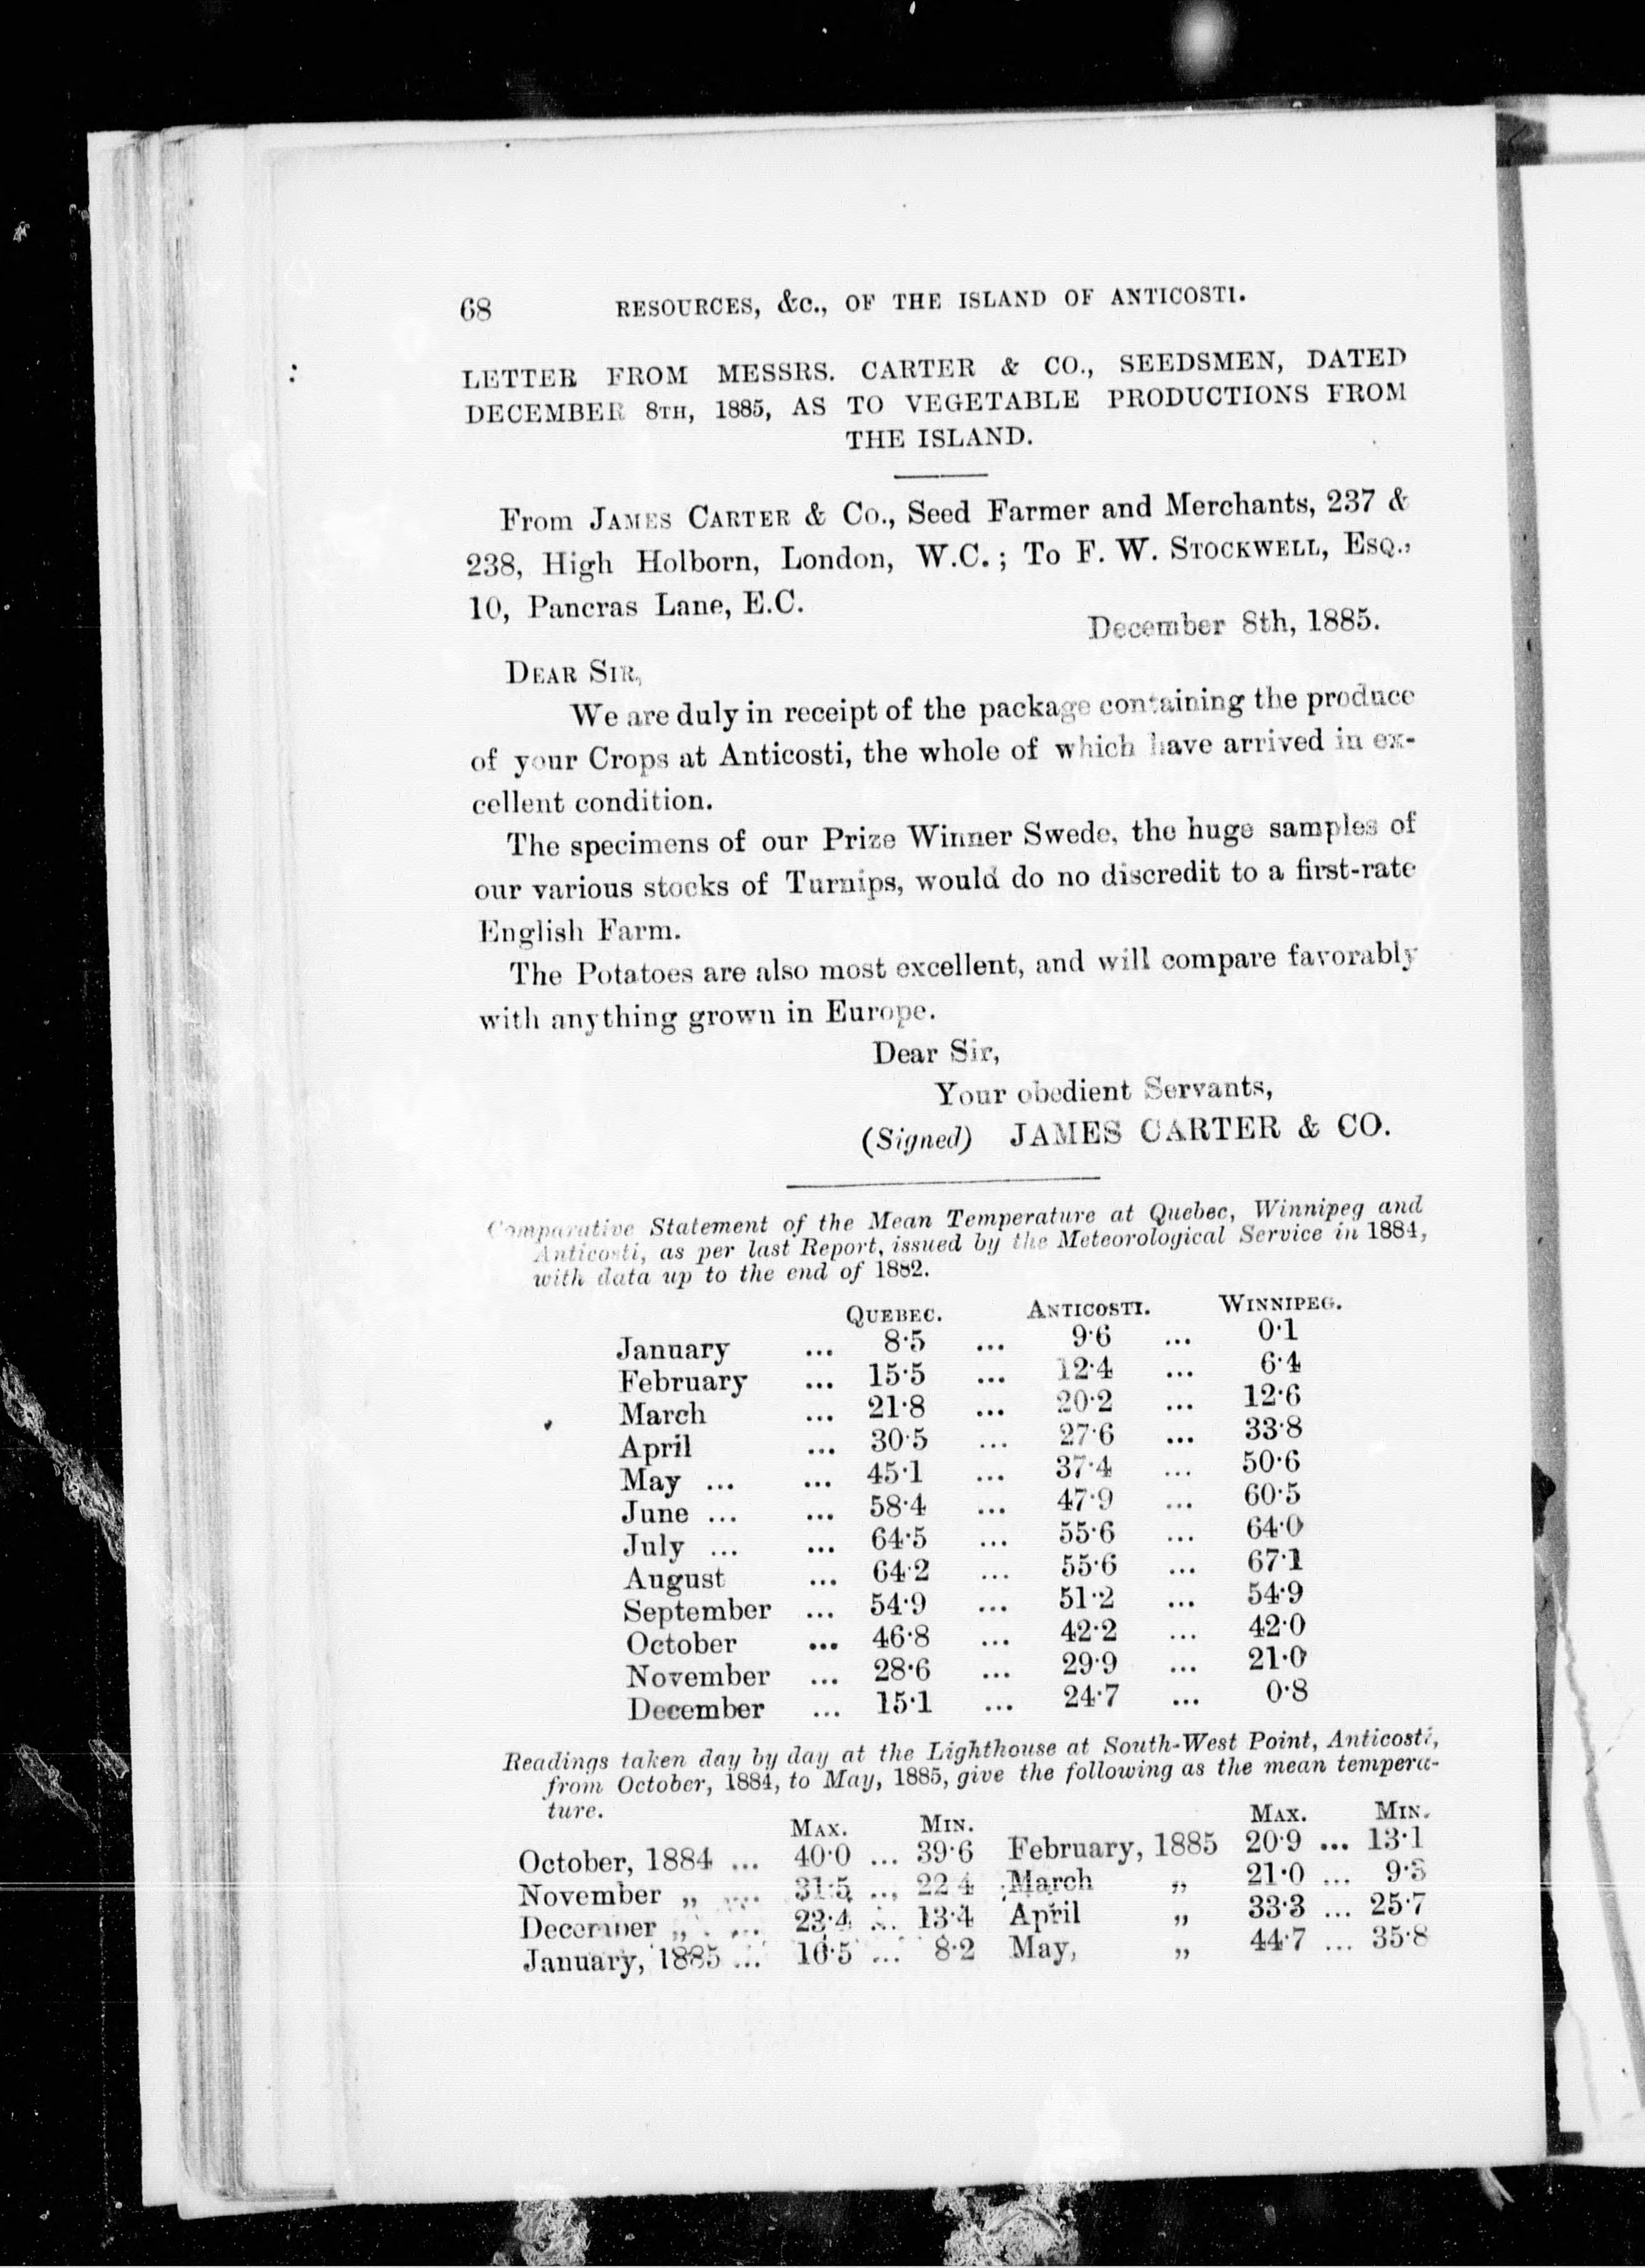 68 RESOURCES, &c., OF THE ISLAND OF ANTICOSTI.
LETTER FROM MESSRS. CARTER & CO., SEEDSMEN, DATED
DECEMBER 8TH, 1885, AS TO VEGETABLE PRODUCTIONS FROM
THE ISLAND.
From JAMES CARTER & Co., Seed Farmer and Merchants, 237 &
238, High Holborn, London, W.C.; To F. W. STOCKWELL, ESQ.,
10, Pancras Lane, E.C.
December 8th, 1885.
DEAR SIR,
We are duly in receipt of the package containing the produce
of your Crops at Anticosti, the whole of which have arrived in ex-
cellent condition.
The specimens of our Prize Winner Swede, the huge samples of
our various stocks of Turnips, would do no discredit to a first-rate
English Farm.
The Potatoes are also most excellent, and will compare favorably
with anything grown in Europe.
Dear Sir,
Your obedient Servants,
(Signed) JAMES CARTER & CO.
Comparative Statement of the Mean Temperature at Quebec, Winnipeg and
Anticosti, as per last Report, issued by the Meteorological Service in 1884,
with data up to the end of 1882.
QUEBEC. ANTICOSTI. WINNIPEG.
January ... 8·5 ... 9·6 ... 0·1
February ... 15·5 ... 12·4 ... 6·4
March ... 21·8 ... 20·2 ... 12·6
April ... 30·5 ... 27·6 ... 33·8
May ... ... 45·1 ... 37·4 ... 50·6
June ... ... 58·4 ... 47·9 ... 60·5
July ... ... 64·5 ... 55·6 ... 64·0
August ... 64·2 ... 55·6 ... 67·1
September ... 54·9 ... 51·2 ... 54·9
October ... 46·8 ... 42·2 ... 42·0
November ... 28·6 ... 29·9 ... 21·0
December ... 15·1 ... 24·7 ... 0·8
Readings taken day by day at the Lighthouse at South-West Point, Anticosti,
from October, 1884, to May, 1885, give the following as the mean tempera-
ture.
MAX. MIN. MAX. MIN.
October, 1884 ... 40·0 ... 39·6 February, 1885 20·9 ... 13·1
November „ ... 31·5 ... 22·4 March „ 21·0 ...
December „ ... 23·4 ... 13·4 April „ 33·3 ... 25·7
January, 1885 ... 16·5 ... 8·2 May, „ 44·7 ... 35·8